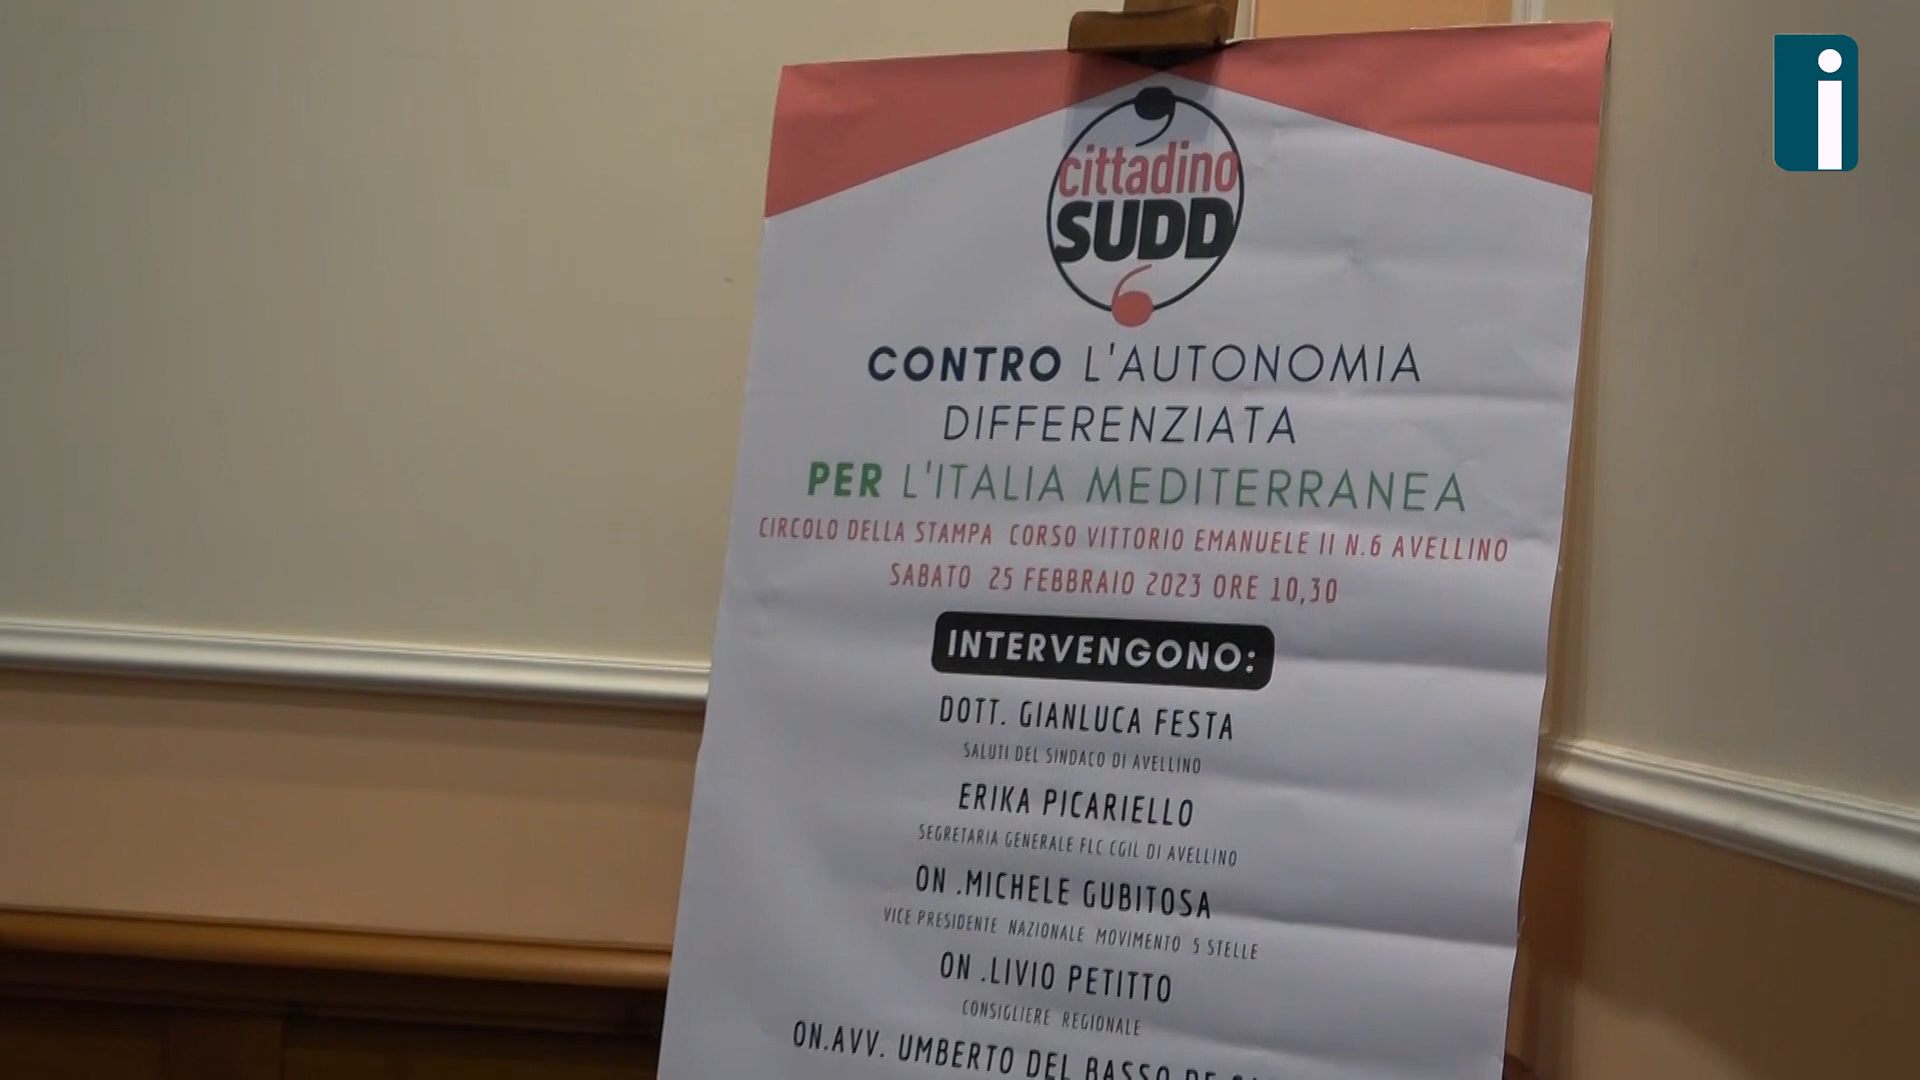 cittadino
SUDD
CONTRO L'AUTONOMIA
DIFFERENZIATA
PER L'ITALIA MEDITERRANEA
CIRCOLO DELLA STAMPA CORSO VITTORIO EMANUELE II N.6 AVELLINO
SABATO 25 FEBBRAIO 2023 ORE 10,30
INTERVENGONO:
DOTT. GIANLUCA FESTA
SALUTI DEL SINDACO DI AVELLINO
ERIKA PICARIELLO
SEGRETARIA GENERALE FLC CGIL DI AVELLINO
ON .MICHELE GUBITOSA
VICE PRESIDENTE NAZIONALE MOVIMENTO 5 STELLE
ON .LIVIO PETITTO
CONSIGLIERE REGIONALE
ON.AVV. UMBERTO DEL BASSO DE
i